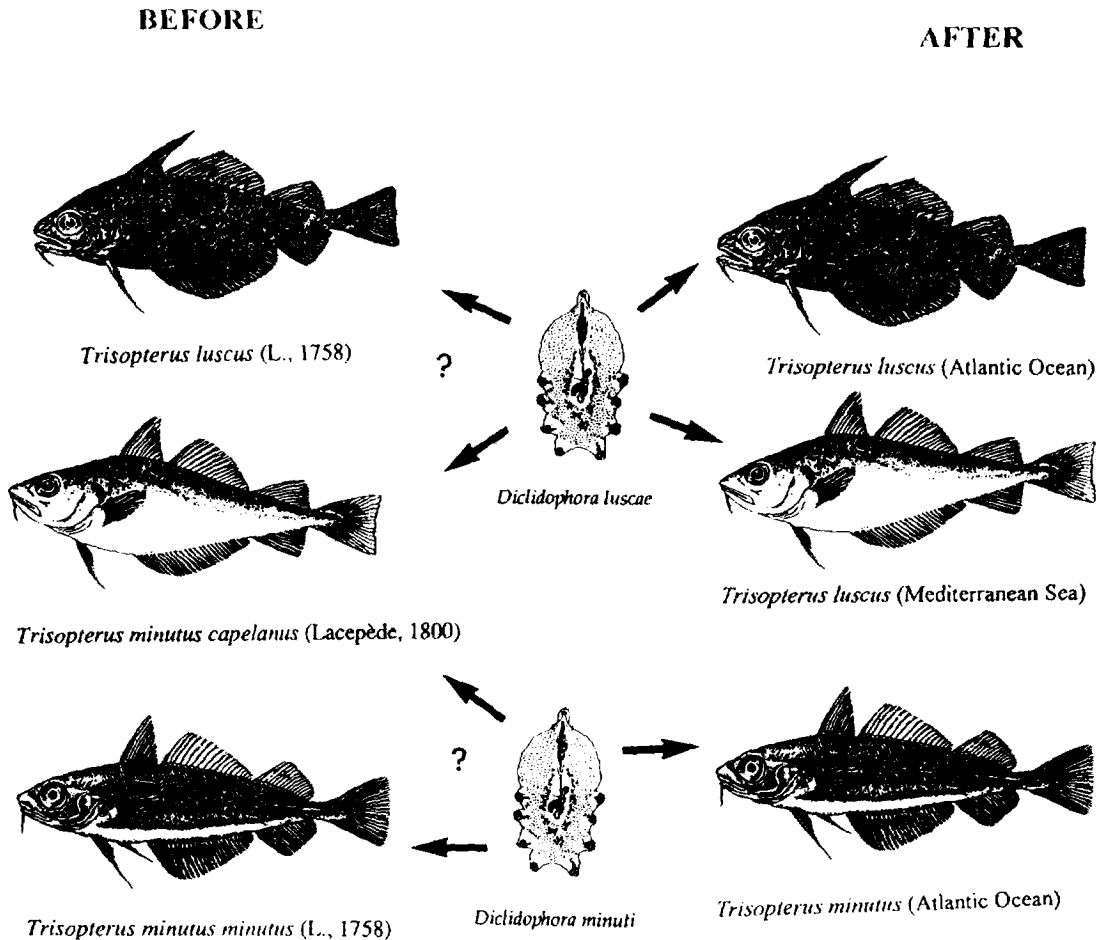 BEFORE
AFTER
Trisopterus luscus (L., 1758)
?
Trisopterus luscus (Atlantic Ocean)
Diclidophora luscae
Trisopterus minutus capelanus (Lacepède, 1800)
Trisopterus luscus (Mediterranean Sea)
?
Trisopterus minutus minutus (L., 1758)
Diclidophora minuti
Trisopterus minutus (Atlantic Ocean)